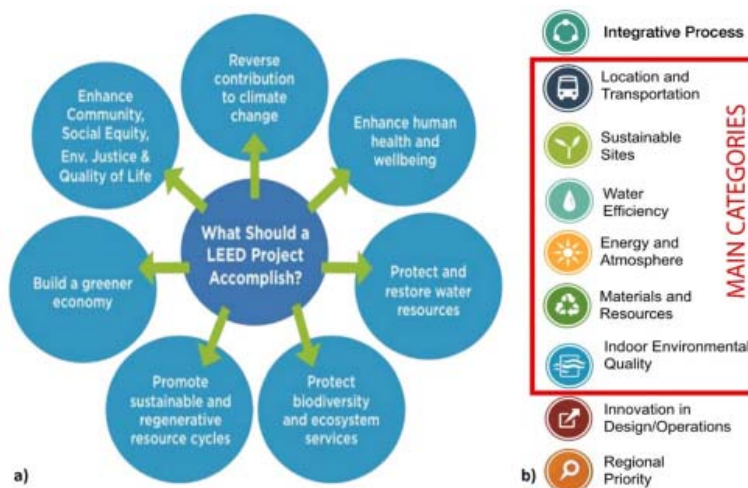 Reverse
contribution
to climate
change
Enhance human
health and
wellbeing
Protect and
restore water
resources
Protect
biodiversity
and ecosystem
services
Promote
sustainable and
regenerative
resource cycles
Build a greener
economy
Enhance
Community,
Social Equity,
Env. Justice &
Quality of Life
What Should a
LEED Project
Accomplish?
a)
Integrative Process
Location and
Transportation
Sustainable
Sites
Water
Efficiency
Energy and
Atmosphere
Materials and
Resources
Indoor Environmental
Quality
Innovation in
Design/Operations
Regional
Priority
MAIN CATEGORIES
b)